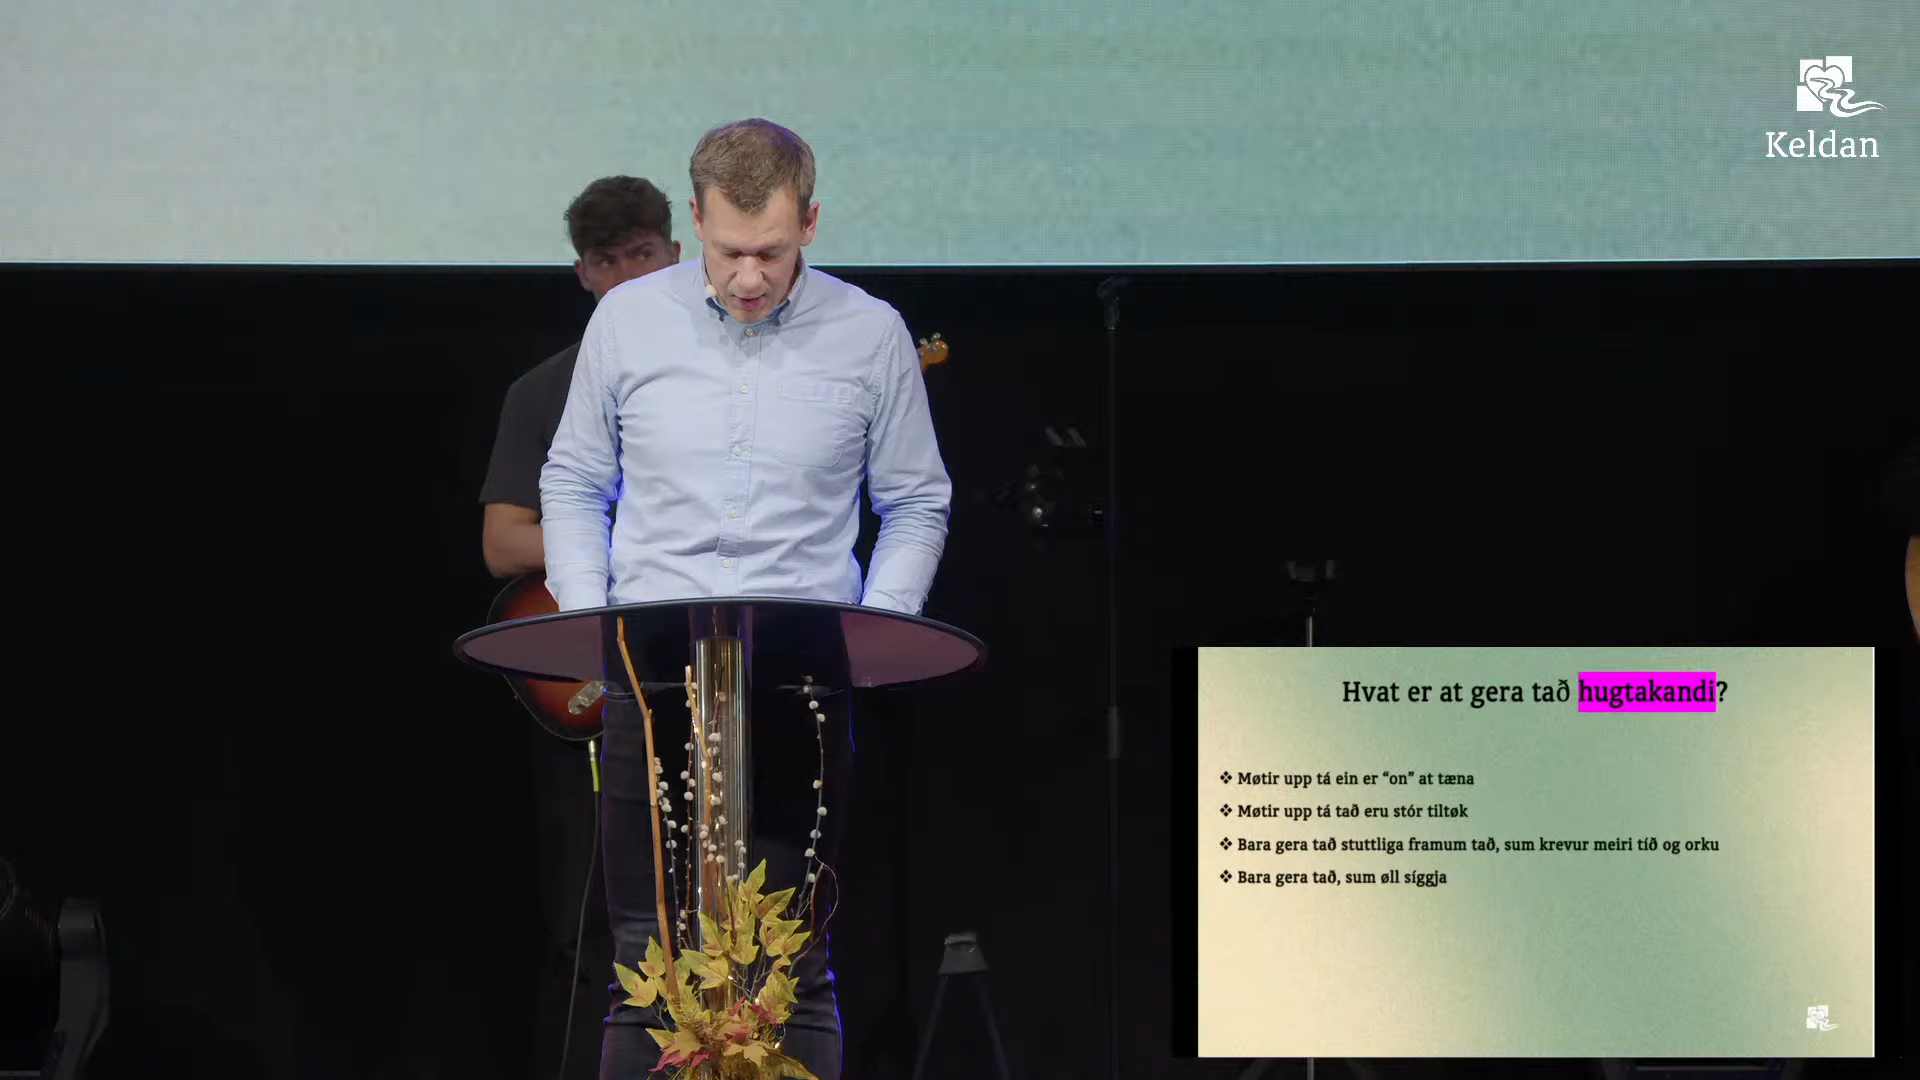 Keldan
Hvat er at gera tað hugtakandi?
❖ Møtir upp tá ein er “on” at tæna
❖ Møtir upp tá tað eru stór tiltøk
❖ Bara gera tað stuttliga framum tað, sum krevur meiri tíð og orku
❖ Bara gera tað, sum øll síggja